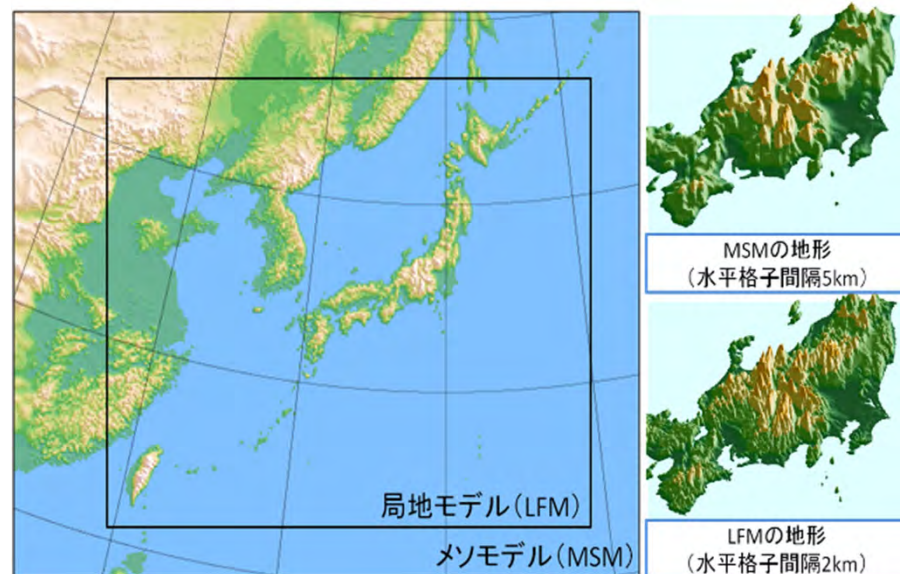 局地モデル(LFM)
メソモデル(MSM)
MSMの地形
(水平格子間隔5km)
LFMの地形
(水平格子間隔2km)